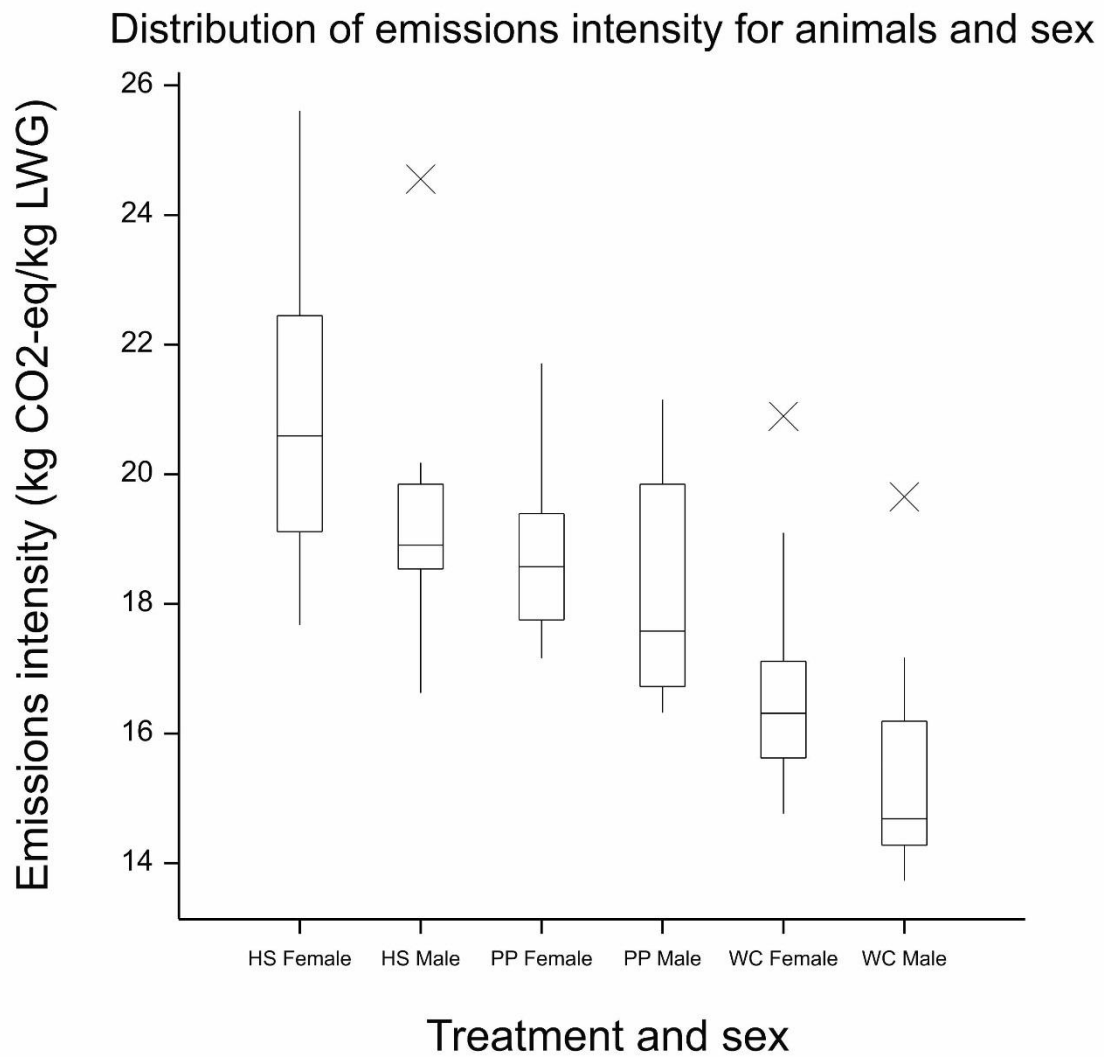 Distribution of emissions intensity for animals and sex
Emissions intensity (kg CO2-eq/kg LWG)
26
24
22
20
18
16
14
HS Female HS Male PP Female PP Male WC Female WC Male
Treatment and sex